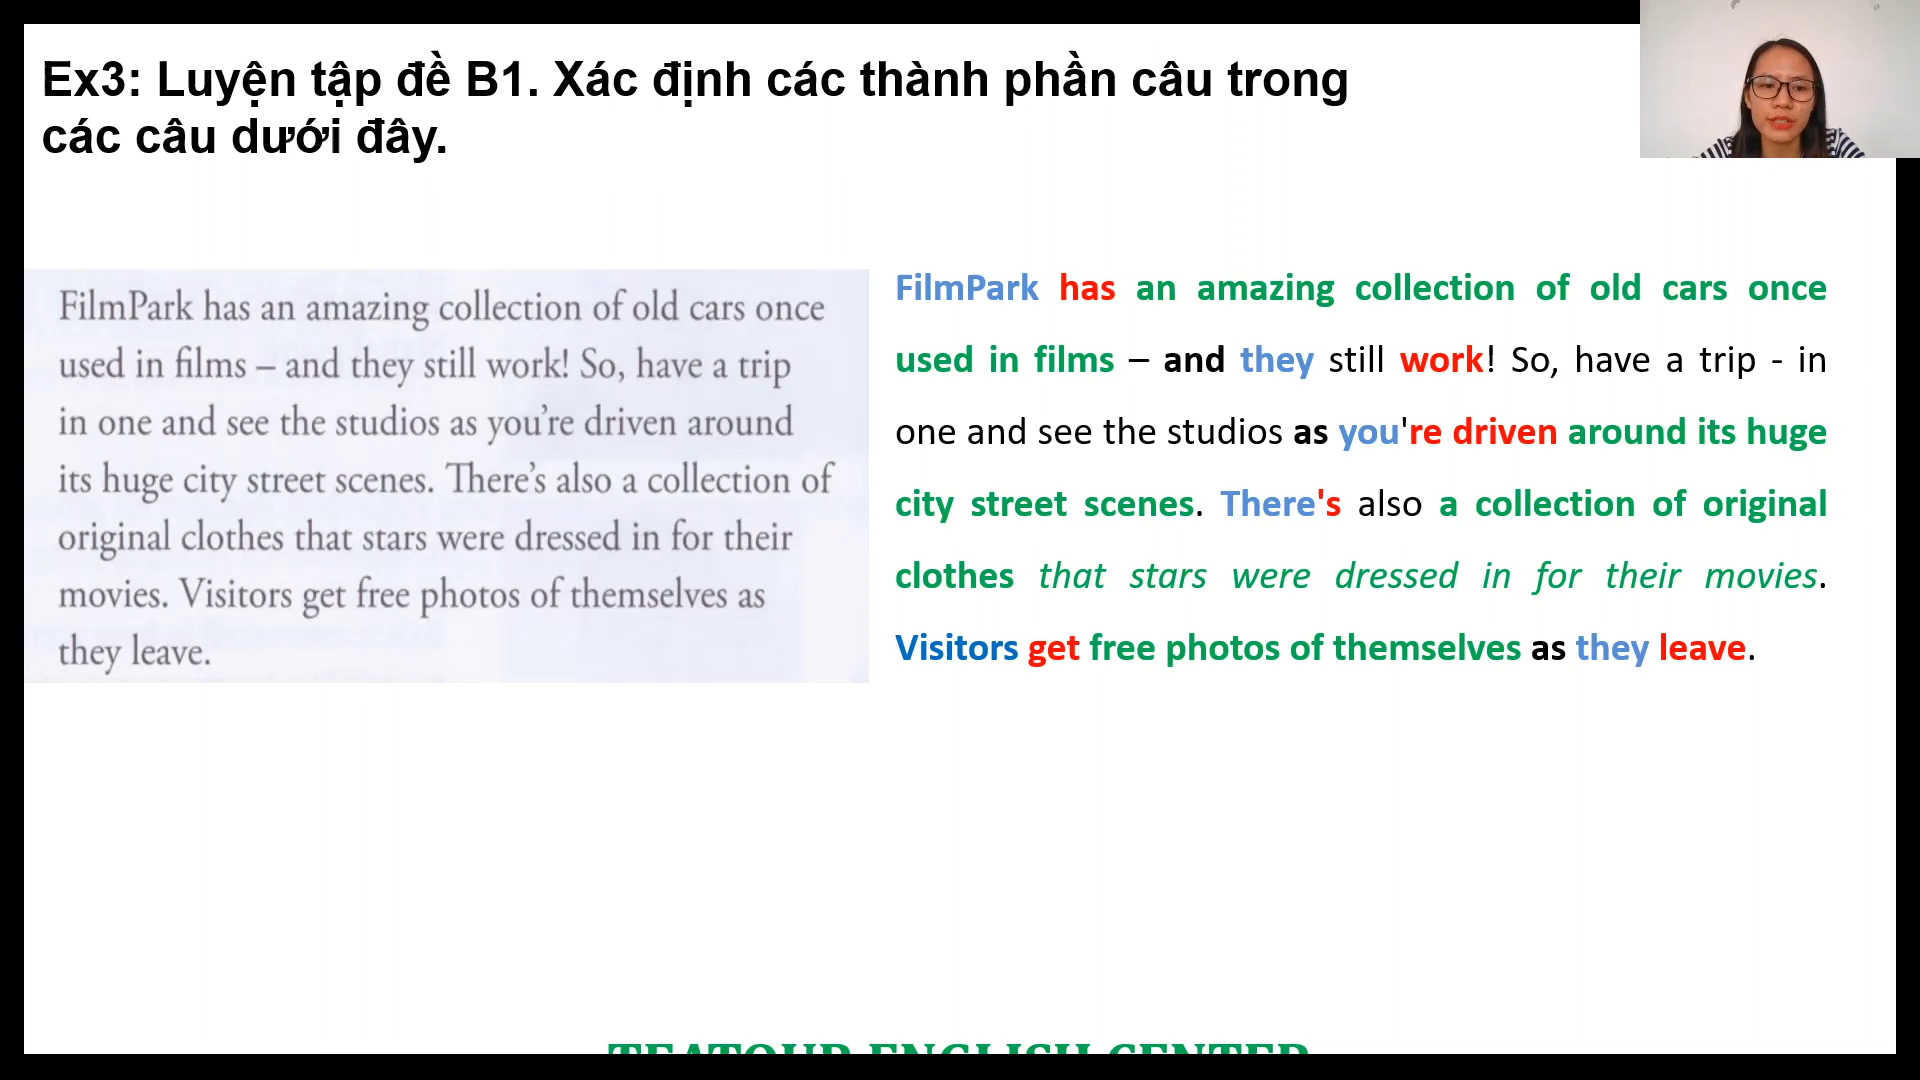 Ex3: Luyện tập đề B1. Xác định các thành phần câu trong
các câu dưới đây.
FilmPark has an amazing collection of old cars once
used in films – and they still work! So, have a trip
in one and see the studios as you’re driven around
its huge city street scenes. There’s also a collection of
original clothes that stars were dressed in for their
movies. Visitors get free photos of themselves as
they leave.
FilmPark has an amazing collection of old cars once
used in films – and they still work! So, have a trip - in
one and see the studios as you're driven around its huge
city street scenes. There's also a collection of original
clothes that stars were dressed in for their movies.
Visitors get free photos of themselves as they leave.
TEATOUR ENGLISH CENTER